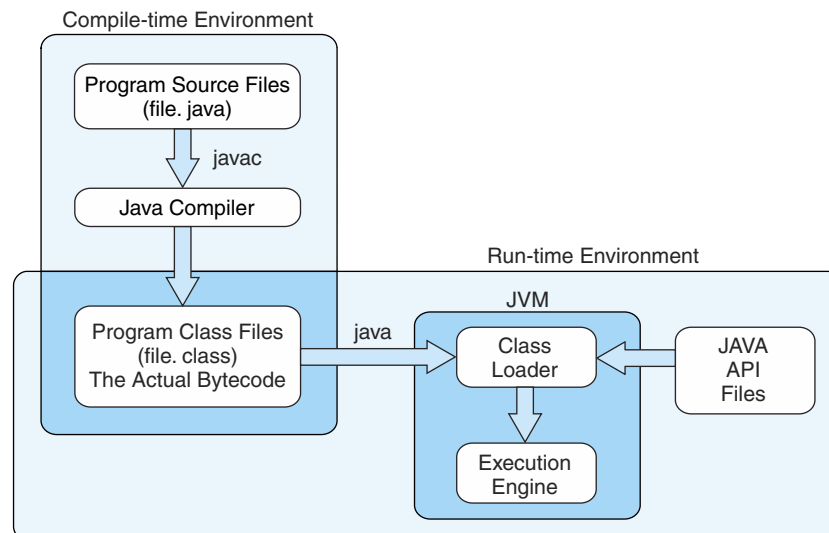 Compile-time Environment
Program Source Files
(file. java)
javac
Java Compiler
Run-time Environment
JVM
Program Class Files
(file. class)
The Actual Bytecode
java
Class
Loader
JAVA
API
Files
Execution
Engine